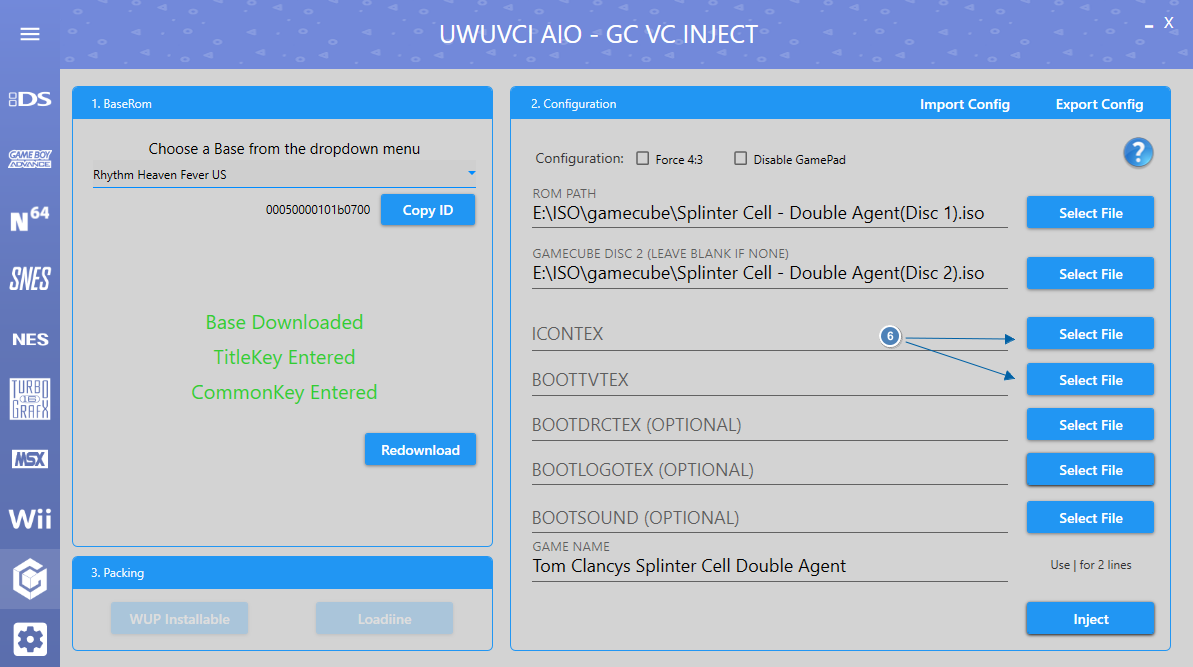 UWUVCI AIO - GC VC INJECT
X
DS
GAME BOY
ADVANCE
N64
SNES
NES
TURBO
16
GRAFX
MSX
Wii
1. BaseRom
Choose a Base from the dropdown menu
Rhythm Heaven Fever US
00050000101b0700
Copy ID
Base Downloaded
TitleKey Entered
CommonKey Entered
Redownload
3. Packing
WUP Installable
Loadiine
2. Configuration
Import Config
Export Config
Configuration:
Force 4:3
Disable GamePad
?
ROM PATH
E:\ISO\gamecube\Splinter Cell - Double Agent(Disc 1).iso
Select File
GAMECUBE DISC 2 (LEAVE BLANK IF NONE)
E:\ISO\gamecube\Splinter Cell - Double Agent(Disc 2).iso
Select File
ICONTEX
6
Select File
BOOTTVTEX
Select File
BOOTDRCTEX (OPTIONAL)
Select File
BOOTLOGOTEX (OPTIONAL)
Select File
BOOTSOUND (OPTIONAL)
Select File
GAME NAME
Tom Clancys Splinter Cell Double Agent
Use | for 2 lines
Inject